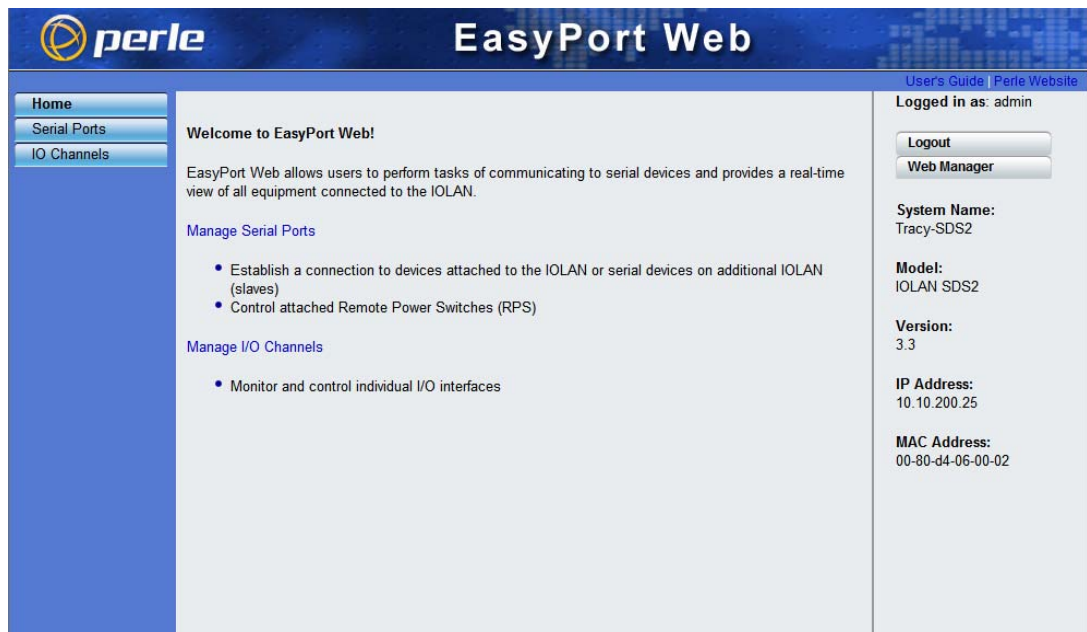 perle
EasyPort Web
User's Guide | Perle Website
Home
Serial Ports
IO Channels
Welcome to EasyPort Web!
EasyPort Web allows users to perform tasks of communicating to serial devices and provides a real-time
view of all equipment connected to the IOLAN.
Manage Serial Ports
• Establish a connection to devices attached to the IOLAN or serial devices on additional IOLAN
(slaves)
• Control attached Remote Power Switches (RPS)
Manage I/O Channels
• Monitor and control individual I/O interfaces
Logged in as: admin
Logout
Web Manager
System Name:
Tracy-SDS2
Model:
IOLAN SDS2
Version:
3.3
IP Address:
10.10.200.25
MAC Address:
00-80-d4-06-00-02